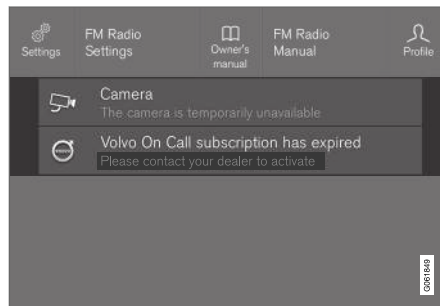 Settings
FM Radio
Settings
Owner's
manual
FM Radio
Manual
Profile
Camera
The camera is temporarily unavailable
Volvo On Call subscription has expired
Please contact your dealer to activate
G061849